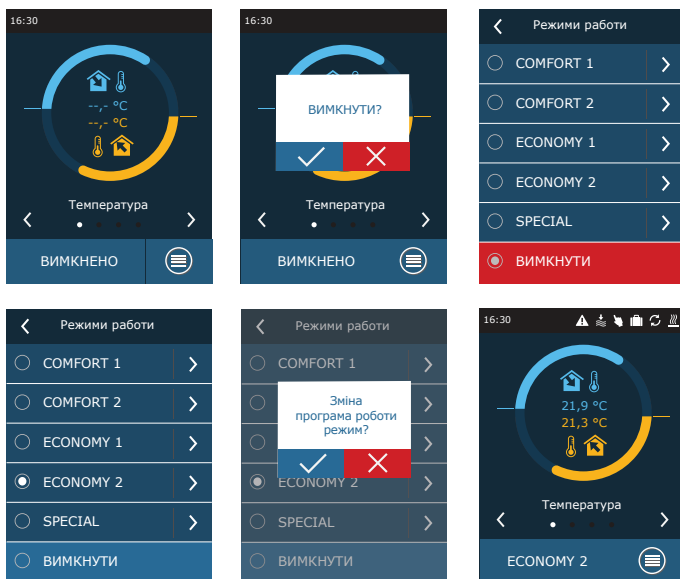 16:30
--,- °C
--,- °C
Температура
ВИМКНЕНО
16:30
ВИМКНУТИ?
Температура
ВИМКНЕНО
Режими работи
COMFORT 1
COMFORT 2
ECONOMY 1
ECONOMY 2
SPECIAL
ВИМКНУТИ
Режими работи
COMFORT 1
COMFORT 2
ECONOMY 1
ECONOMY 2
SPECIAL
ВИМКНУТИ
Режими работи
COMFORT 1
Зміна
програма роботи
режим?
ECONOMY 2
SPECIAL
ВИМКНУТИ
16:30
21,9 °C
21,3 °C
Температура
ECONOMY 2